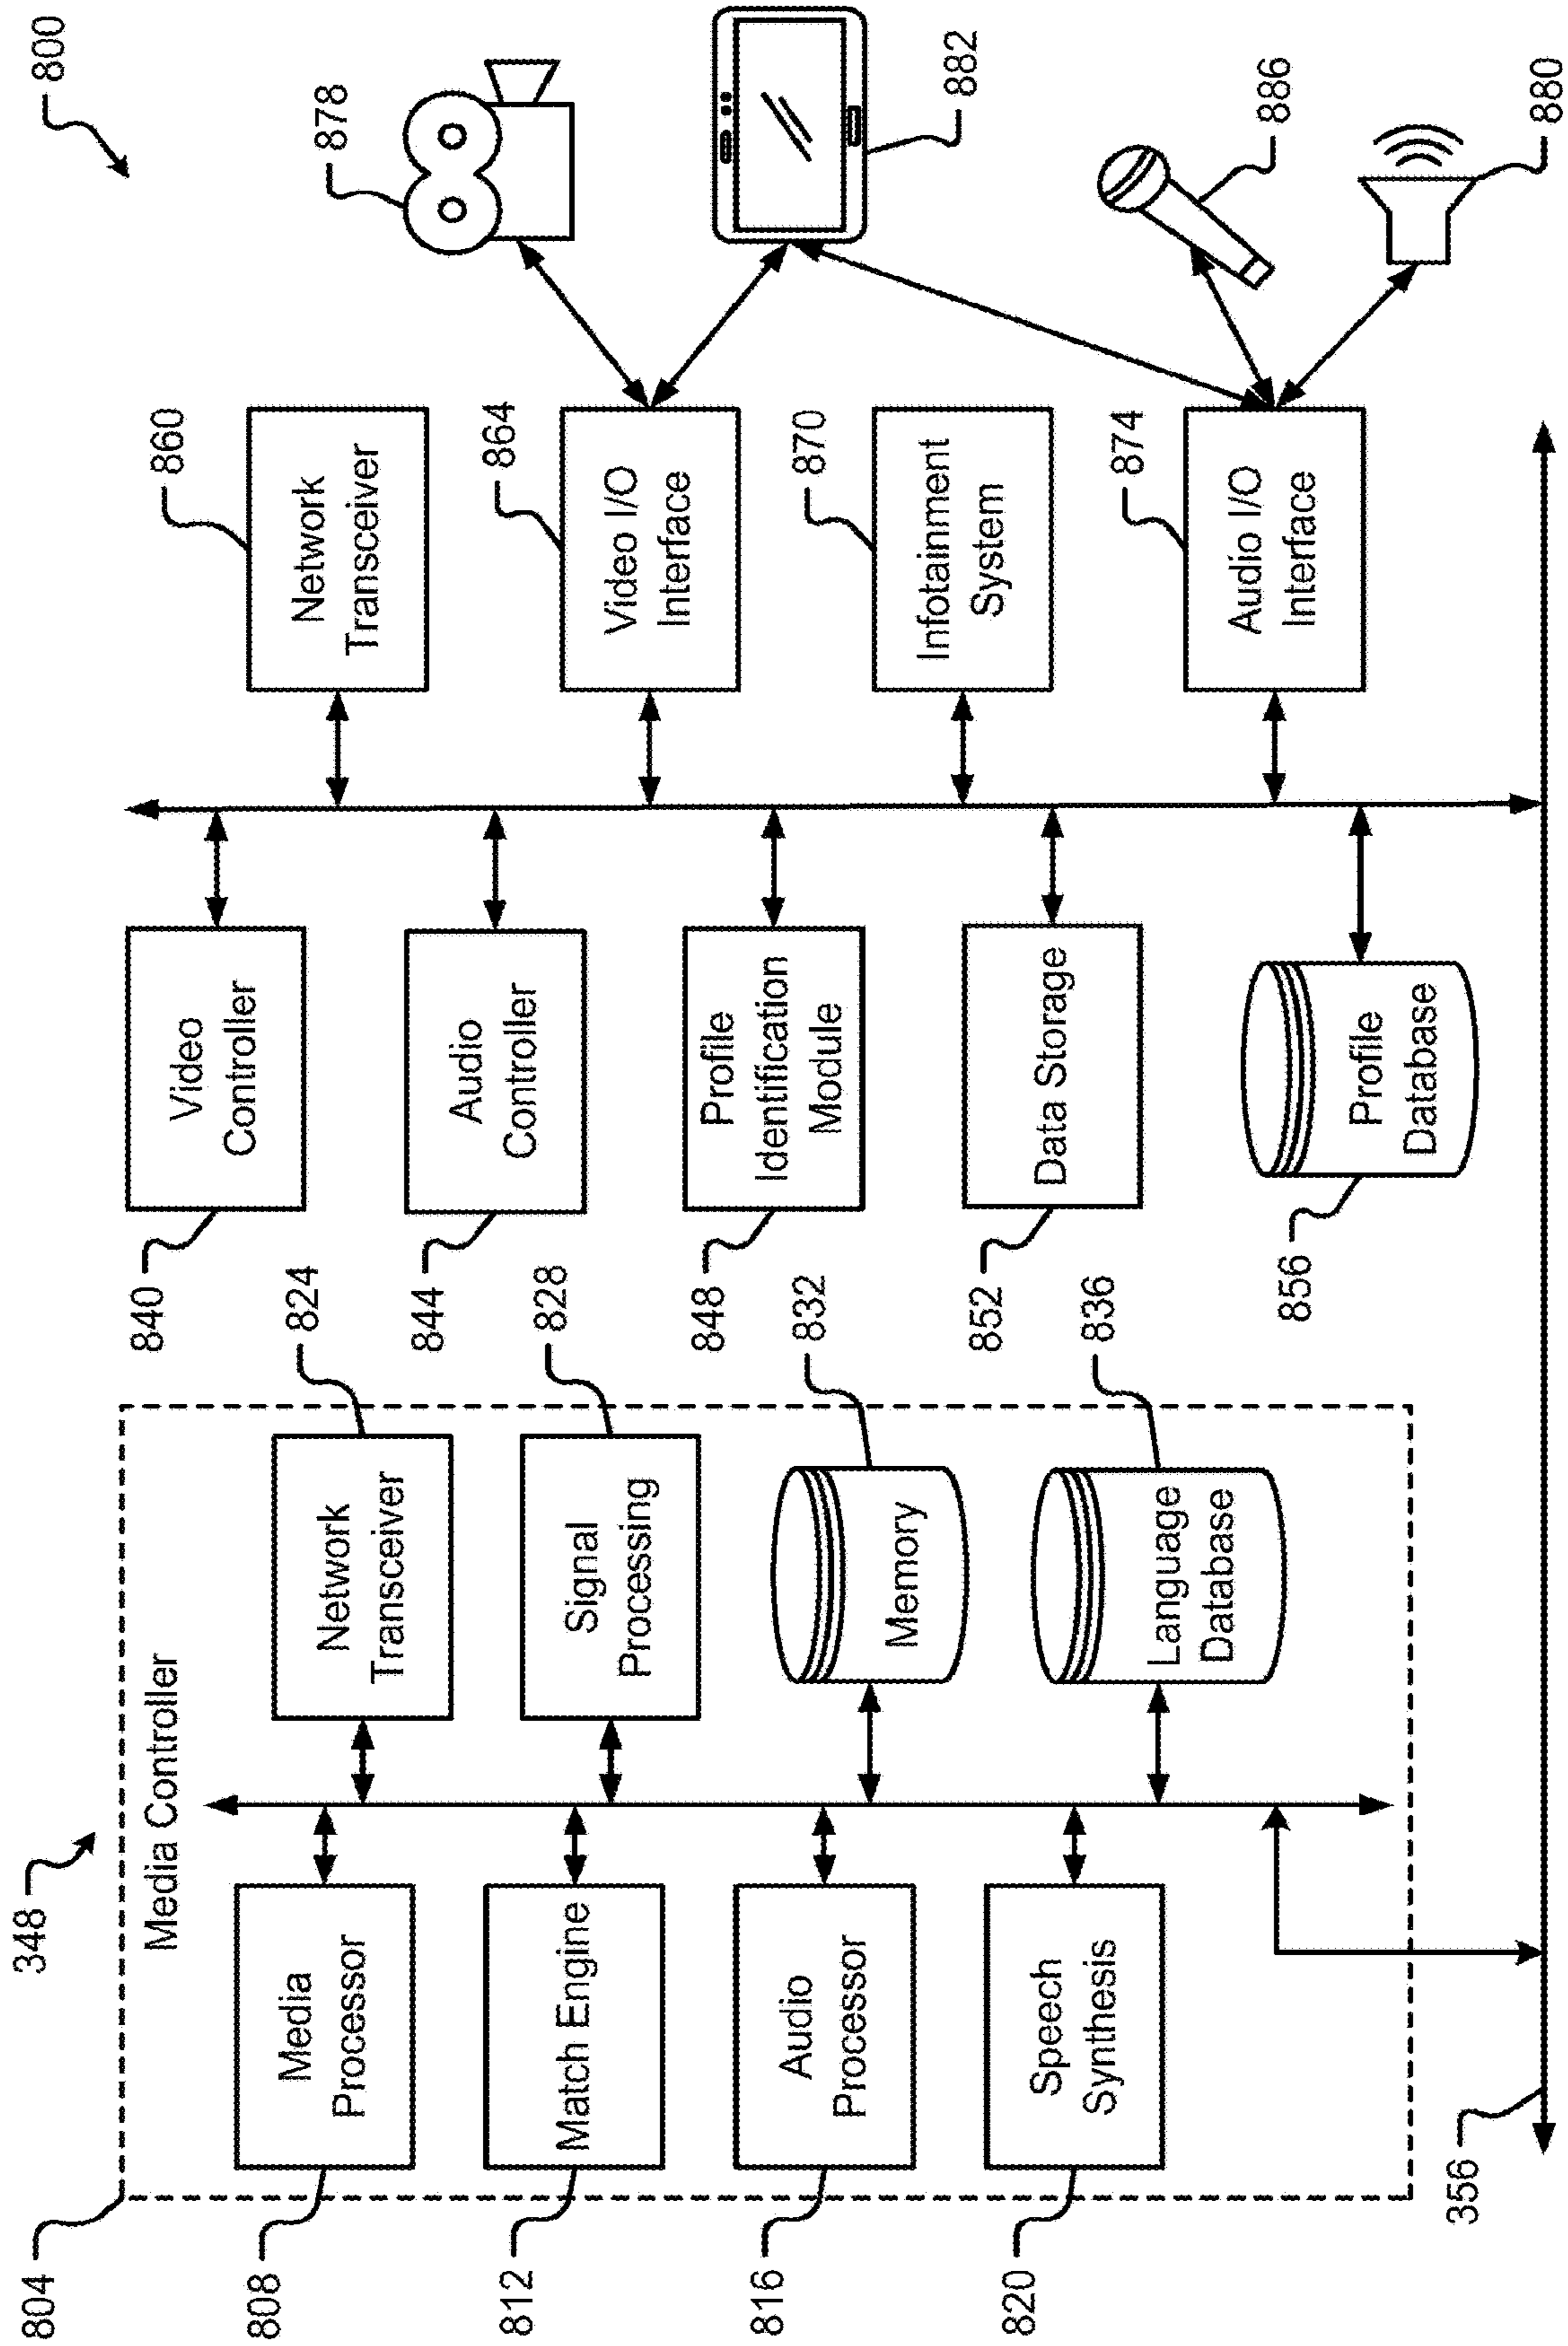 800
348
804
Media Controller
808
Media
Processor
812
Match Engine
816
Audio
Processor
820
Speech
Synthesis
824
Network
Transceiver
828
Signal
Processing
832
Memory
836
Language
Database
840
Video
Controller
844
Audio
Controller
848
Profile
Identification
Module
852
Data Storage
856
Profile
Database
860
Network
Transceiver
864
Video I/O
Interface
870
Infotainment
System
874
Audio I/O
Interface
878
882
886
880
356